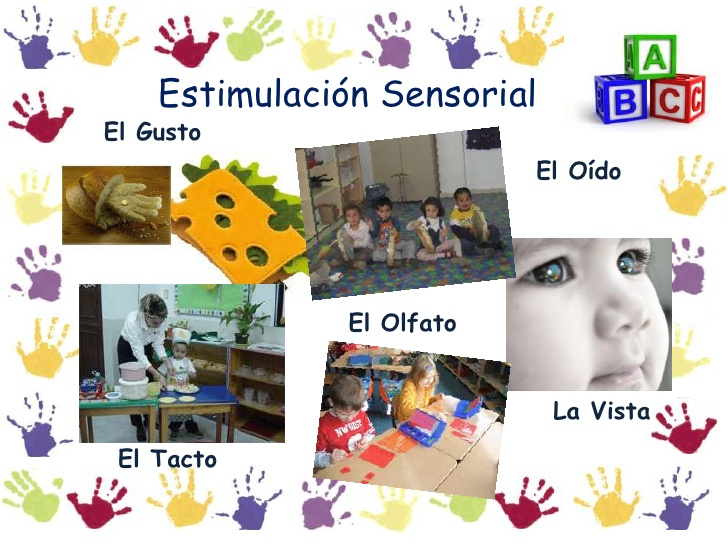 Estimulación Sensorial
El Gusto
El Oído
El Olfato
La Vista
El Tacto
A
B C